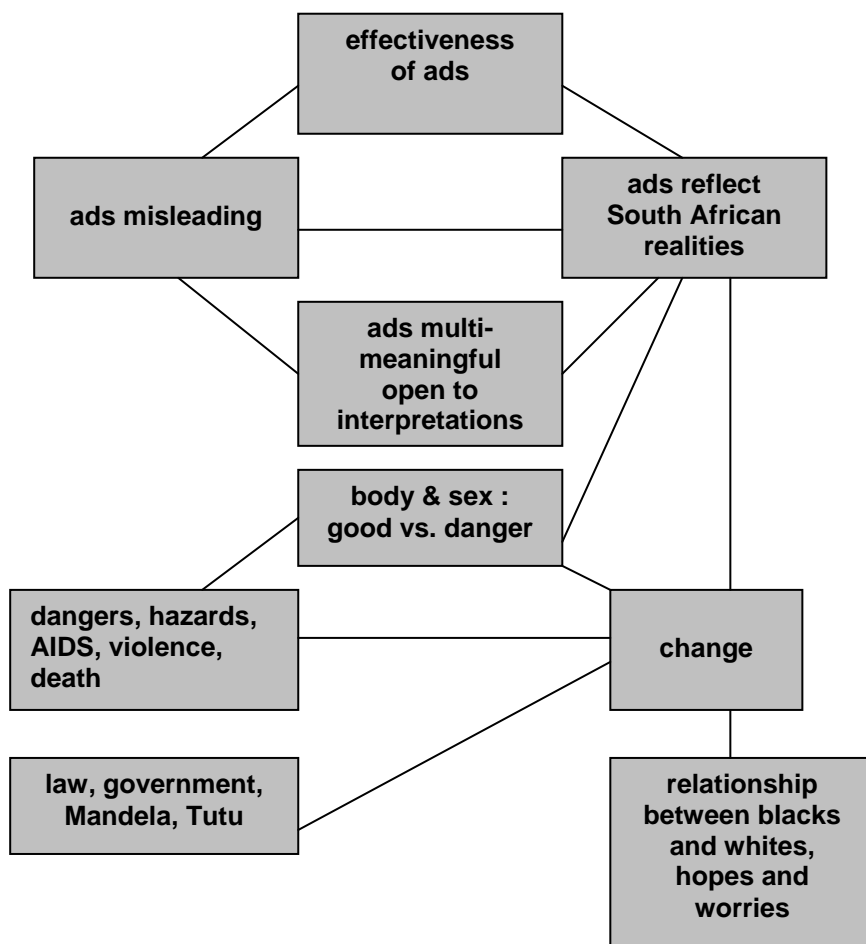 effectiveness
of ads
ads misleading
ads reflect
South African
realities
ads multi-
meaningful
open to
interpretations
body & sex :
good vs. danger
dangers, hazards,
AIDS, violence,
death
change
law, government,
Mandela, Tutu
relationship
between blacks
and whites,
hopes and
worries